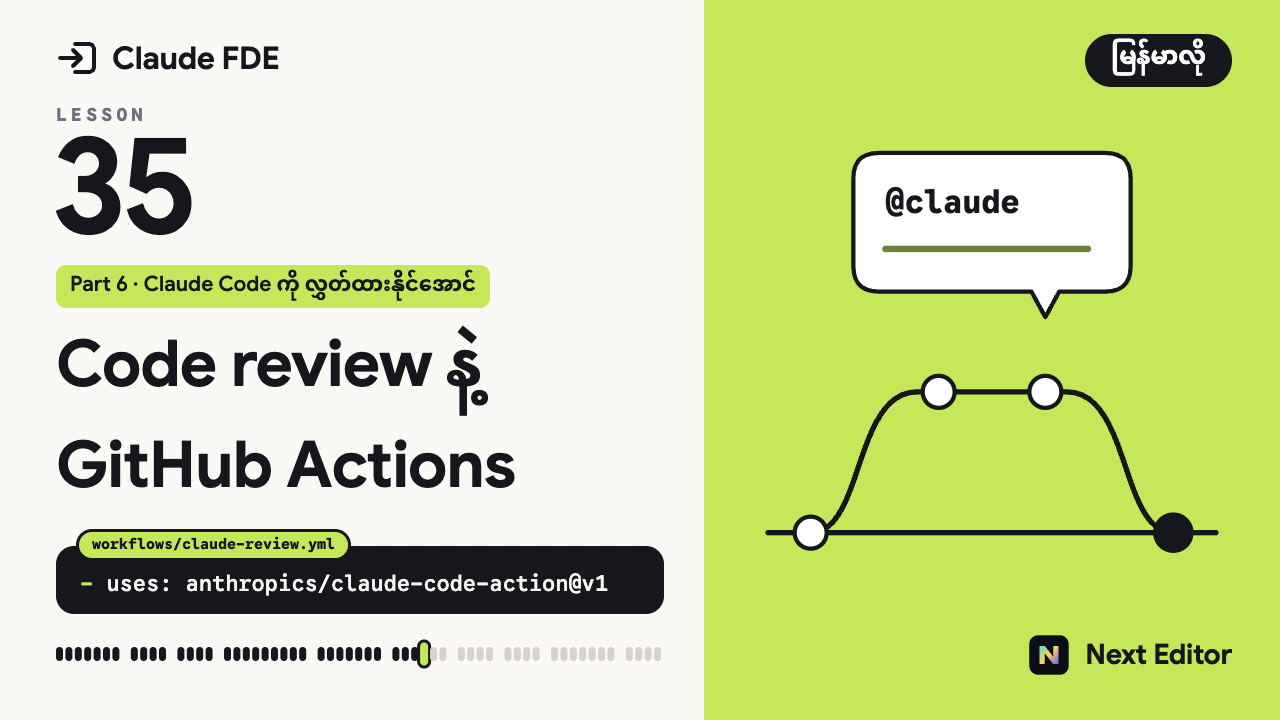 Claude FDE
မြန်မာလို
LESSON
35
Part 6 · Claude Code ကို လွှတ်ထားနိုင်အောင်
Code review နဲ့
GitHub Actions
workflows/claude-review.yml
- uses: anthropics/claude-code-action@v1
@claude
N
Next Editor